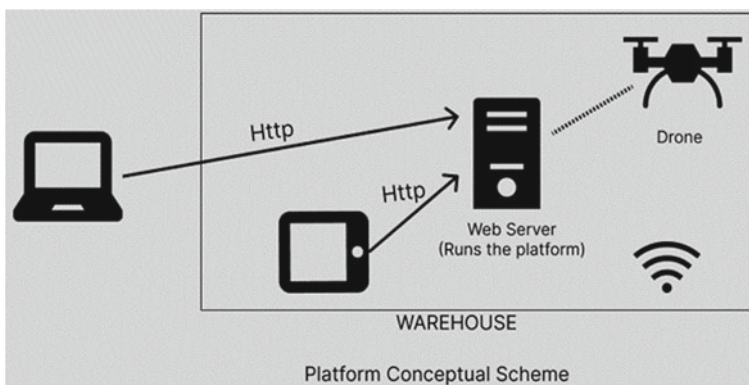 Http
Drone
Http
Web Server
(Runs the platform)
WAREHOUSE
Platform Conceptual Scheme